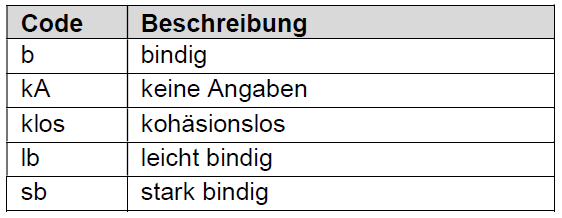 Code Beschreibung
b bindig
kA keine Angaben
klos kohäsionslos
lb leicht bindig
sb stark bindig